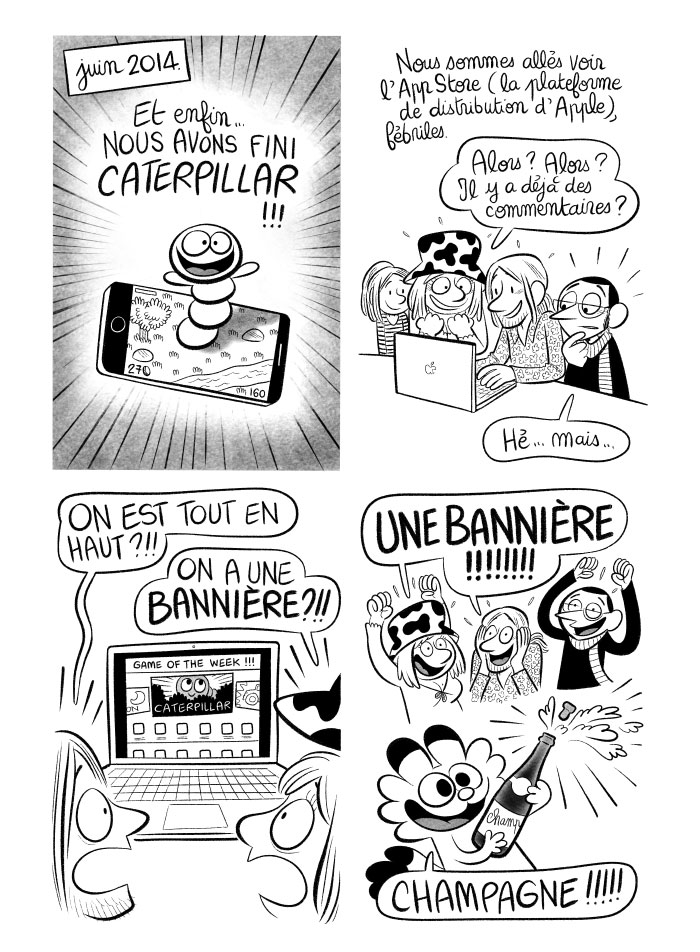 juin 2014.
Et enfin...
NOUS AVONS FINI
CATERPILLAR
!!!
270
160
Nous sommes allés voir
l'App Store (la plateforme
de distribution d'Apple),
fébriles.
Alors ? Alors ?
Il y a déjà des
commentaires ?
Hé... mais...
ON EST TOUT EN
HAUT ?!!
ON A UNE
BANNIÈRE?!!
GAME OF THE WEEK !!!
ON
CATERPILLAR
UNE BANNIÈRE
!!!!!!!!
champ
CHAMPAGNE !!!!!